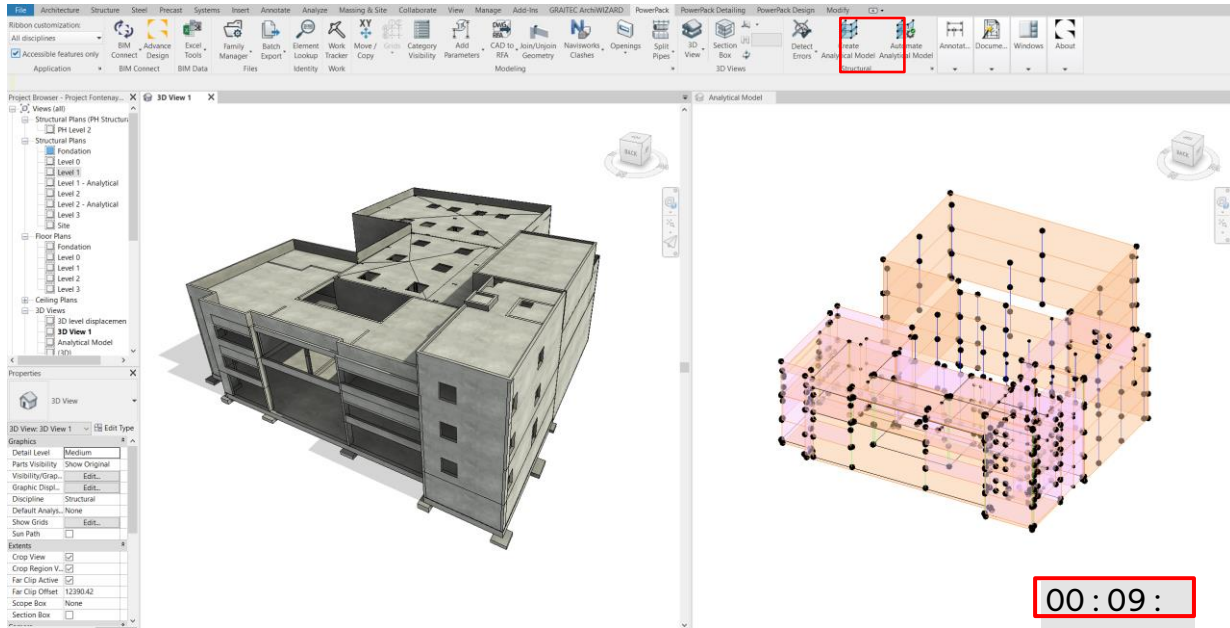 File Architecture Structure Steel Precast Systems Insert Annotate Analyze Massing & Site Collaborate View Manage Add-Ins GRAITEC ArchiWIZARD PowerPack PowerPack Detailing PowerPack Design Modify
Ribbon customization:
All disciplines
Accessible features only
BIM Connect
Advance Design
Excel Tools
Family Manager
Batch Export
Element Lookup
Work Tracker
Move / Copy
Grids
Category Visibility
Add Parameters
CAD to RFA
Join/Unjoin Geometry
Navisworks Clashes
Openings
Split Pipes
3D View
Section Box
Detect Errors
Create Analytical Model
Automate Analytical Model
Annotat...
Docume...
Windows
About
Application BIM Connect BIM Data Files Identity Work Modeling 3D Views Structural
Project Browser - Project Fontenay... X
3D View 1 X
Analytical Model
Views (all)
Structural Plans (PH Structura
PH Level 2
Structural Plans
Fondation
Level 0
Level 1
Level 1 - Analytical
Level 2
Level 2 - Analytical
Level 3
Site
Floor Plans
Fondation
Level 0
Level 1
Level 2
Level 3
Ceiling Plans
3D Views
3D level displacemen
3D View 1
Analytical Model
{3D}
BACK
BACK
Properties X
3D View
3D View: 3D View 1 Edit Type
Graphics
Detail Level Medium
Parts Visibility Show Original
Visibility/Grap... Edit...
Graphic Displ... Edit...
Discipline Structural
Default Analys... None
Show Grids Edit...
Sun Path
Extents
Crop View
Crop Region V...
Far Clip Active
Far Clip Offset 12390.42
Scope Box None
Section Box
Camera
00:09: